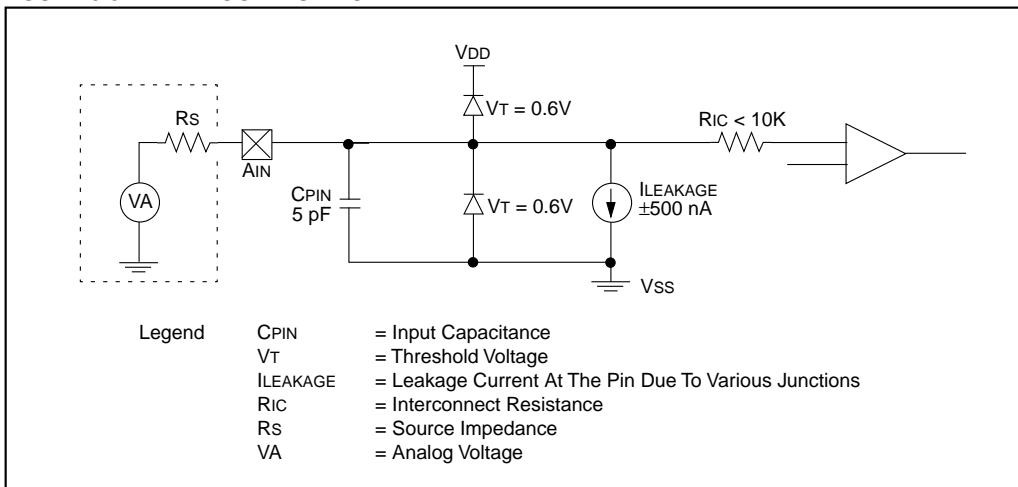 VDD
VT = 0.6V
RS
RIC < 10K
AIN
CPIN
5 pF
VA
VT = 0.6V
ILEAKAGE
±500 nA
VSS
Legend CPIN = Input Capacitance
VT = Threshold Voltage
ILEAKAGE = Leakage Current At The Pin Due To Various Junctions
RIC = Interconnect Resistance
RS = Source Impedance
VA = Analog Voltage